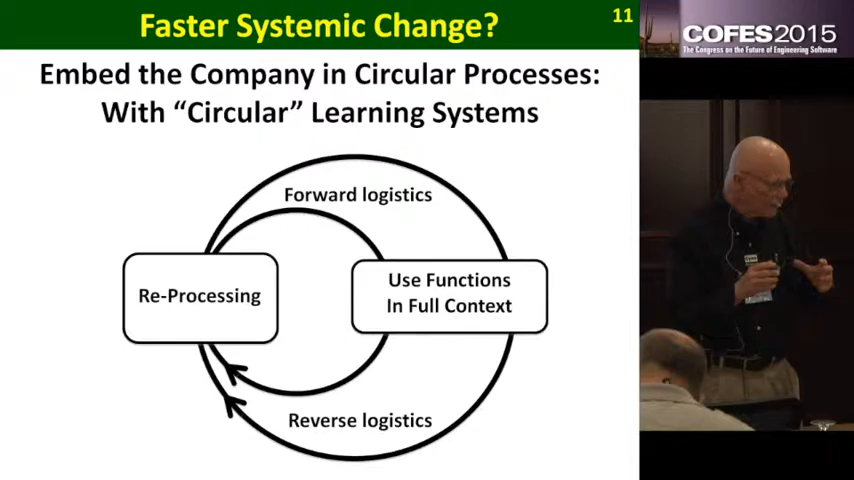 Faster Systemic Change?
11
Embed the Company in Circular Processes:
With “Circular” Learning Systems
Forward logistics
Re-Processing
Use Functions
In Full Context
Reverse logistics
COFES2015
The Congress on the Future of Engineering Software